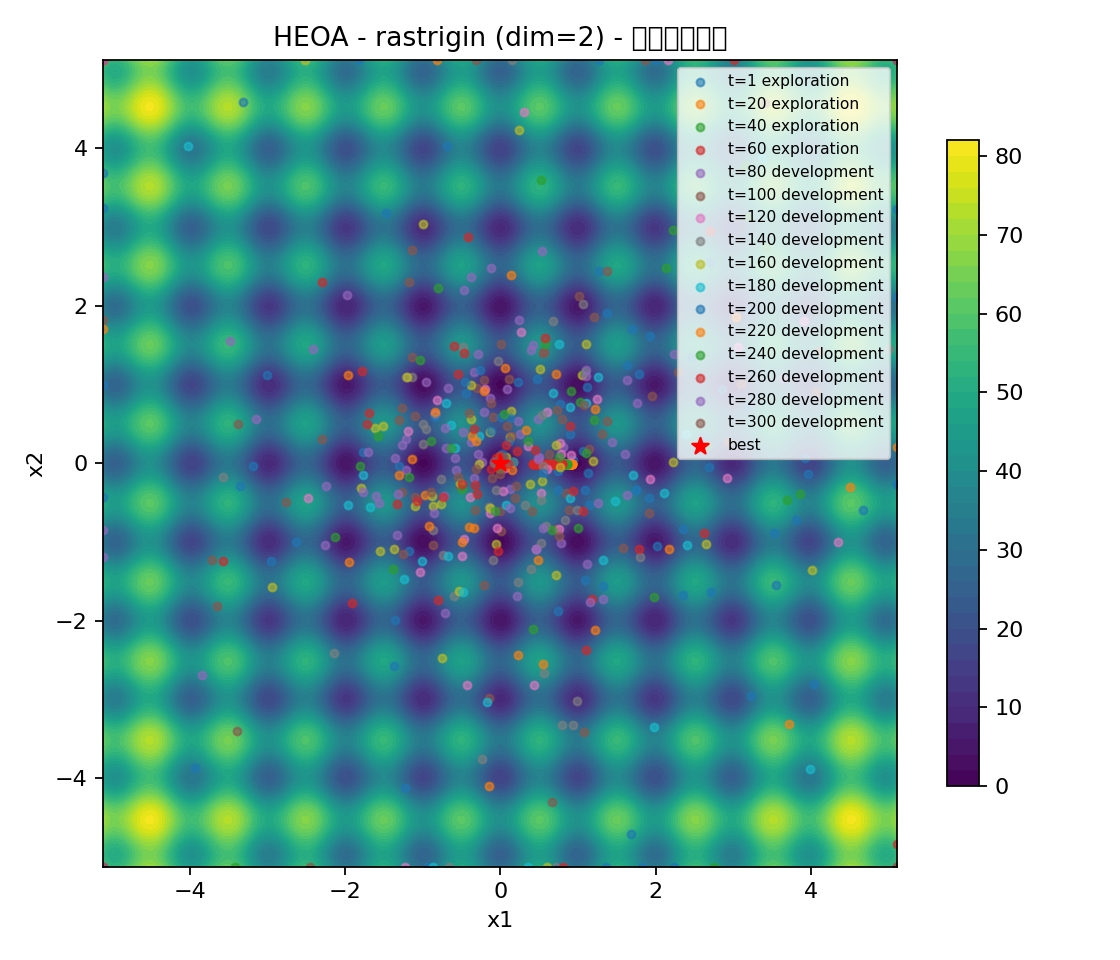 HEOA - rastrigin (dim=2) -
t=1 exploration
t=20 exploration
t=40 exploration
t=60 exploration
t=80 development
t=100 development
t=120 development
t=140 development
t=160 development
t=180 development
t=200 development
t=220 development
t=240 development
t=260 development
t=280 development
t=300 development
best
4
2
0
−2
−4
x2
−4
−2
0
2
4
x1
80
70
60
50
40
30
20
10
0